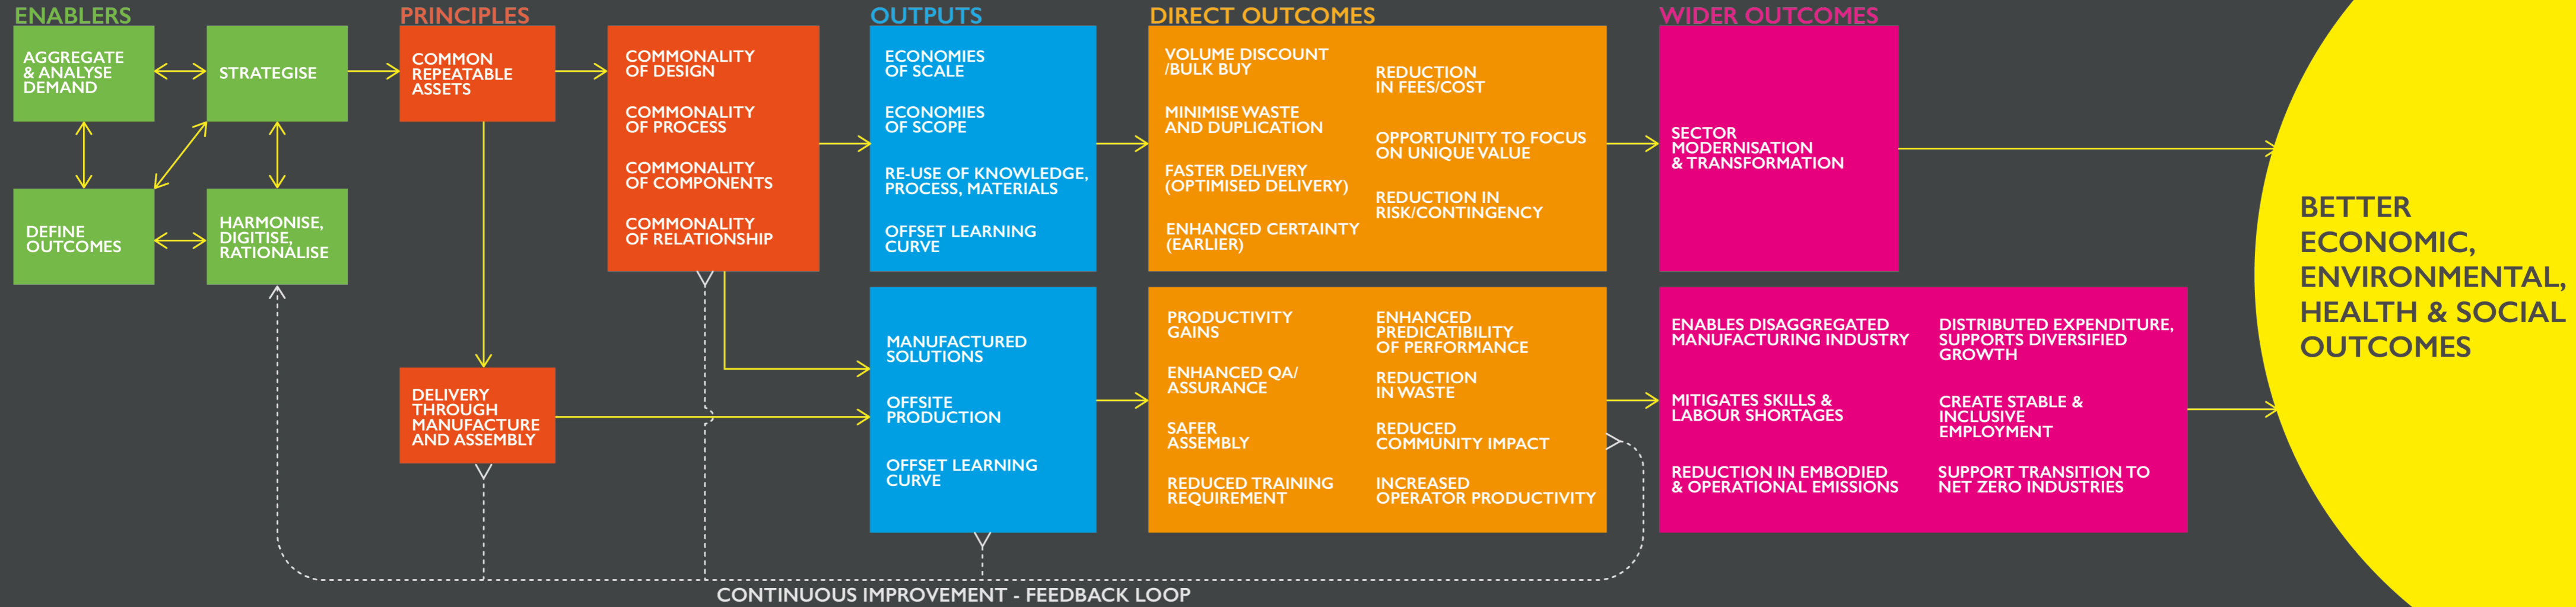 ENABLERS
AGGREGATE
& ANALYSE
DEMAND
STRATEGISE
DEFINE
OUTCOMES
HARMONISE,
DIGITISE,
RATIONALISE
PRINCIPLES
COMMON
REPEATABLE
ASSETS
DELIVERY
THROUGH
MANUFACTURE
AND ASSEMBLY
COMMONALITY
OF DESIGN
COMMONALITY
OF PROCESS
COMMONALITY
OF COMPONENTS
COMMONALITY
OF RELATIONSHIP
OUTPUTS
ECONOMIES
OF SCALE
ECONOMIES
OF SCOPE
RE-USE OF KNOWLEDGE,
PROCESS, MATERIALS
OFFSET LEARNING
CURVE
MANUFACTURED
SOLUTIONS
OFFSITE
PRODUCTION
OFFSET LEARNING
CURVE
DIRECT OUTCOMES
VOLUME DISCOUNT
/BULK BUY
MINIMISE WASTE
AND DUPLICATION
FASTER DELIVERY
(OPTIMISED DELIVERY)
ENHANCED CERTAINTY
(EARLIER)
REDUCTION
IN FEES/COST
OPPORTUNITY TO FOCUS
ON UNIQUE VALUE
REDUCTION IN
RISK/CONTINGENCY
PRODUCTIVITY
GAINS
ENHANCED QA/
ASSURANCE
SAFER
ASSEMBLY
REDUCED TRAINING
REQUIREMENT
ENHANCED
PREDICATIBILITY
OF PERFORMANCE
REDUCTION
IN WASTE
REDUCED
COMMUNITY IMPACT
INCREASED
OPERATOR PRODUCTIVITY
WIDER OUTCOMES
SECTOR
MODERNISATION
& TRANSFORMATION
ENABLES DISAGGREGATED
MANUFACTURING INDUSTRY
MITIGATES SKILLS &
LABOUR SHORTAGES
REDUCTION IN EMBODIED
& OPERATIONAL EMISSIONS
DISTRIBUTED EXPENDITURE,
SUPPORTS DIVERSIFIED
GROWTH
CREATE STABLE &
INCLUSIVE
EMPLOYMENT
SUPPORT TRANSITION TO
NET ZERO INDUSTRIES
BETTER
ECONOMIC,
ENVIRONMENTAL,
HEALTH & SOCIAL
OUTCOMES
CONTINUOUS IMPROVEMENT - FEEDBACK LOOP